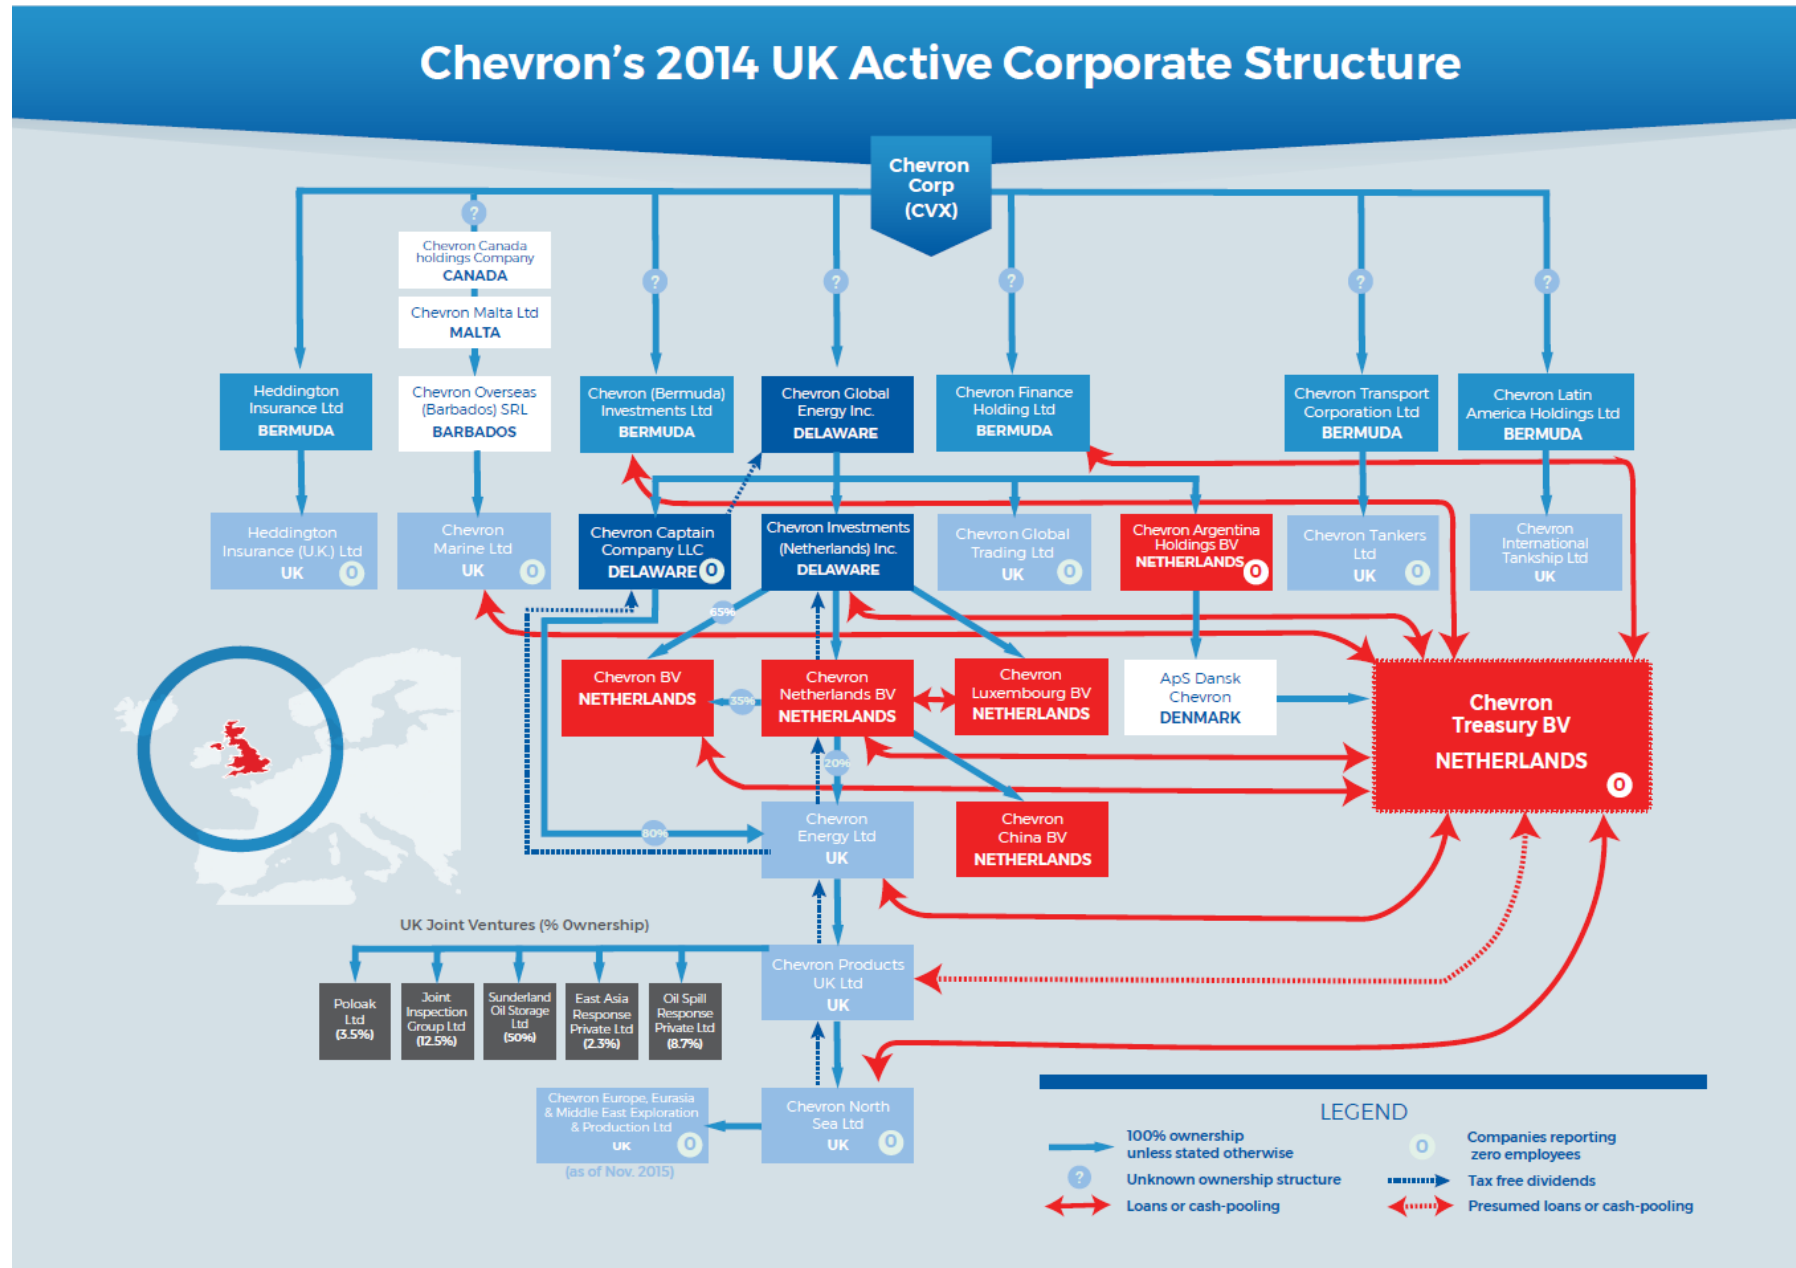 Chevron's 2014 UK Active Corporate Structure
Chevron
Corp
(CVX)
?
Chevron Canada
holdings Company
CANADA
?
?
?
?
?
Chevron Malta Ltd
MALTA
Heddington
Insurance Ltd
BERMUDA
Chevron Overseas
(Barbados) SRL
BARBADOS
Chevron (Bermuda)
Investments Ltd
BERMUDA
Chevron Global
Energy Inc.
DELAWARE
Chevron Finance
Holding Ltd
BERMUDA
Chevron Transport
Corporation Ltd
BERMUDA
Chevron Latin
America Holdings Ltd
BERMUDA
Heddington
Insurance (U.K.) Ltd
UK 0
Chevron
Marine Ltd
UK 0
Chevron Captain
Company LLC
DELAWARE 0
Chevron Investments
(Netherlands) Inc.
DELAWARE
Chevron Global
Trading Ltd
UK 0
Chevron Argentina
Holdings BV
NETHERLANDS 0
Chevron Tankers
Ltd
UK 0
Chevron
International
Tankship Ltd
UK
65%
Chevron BV
NETHERLANDS
35%
Chevron
Netherlands BV
NETHERLANDS
Chevron
Luxembourg BV
NETHERLANDS
ApS Dansk
Chevron
DENMARK
Chevron
Treasury BV
NETHERLANDS
0
20%
80%
Chevron
Energy Ltd
UK
Chevron
China BV
NETHERLANDS
UK Joint Ventures (% Ownership)
Poloak
Ltd
(3.5%)
Joint
Inspection
Group Ltd
(12.5%)
Sunderland
Oil Storage
Ltd
(50%)
East Asia
Response
Private Ltd
(2.3%)
Oil Spill
Response
Private Ltd
(8.7%)
Chevron Products
UK Ltd
UK
Chevron Europe, Eurasia
& Middle East Exploration
& Production Ltd
UK 0
(as of Nov. 2015)
Chevron North
Sea Ltd
UK 0
LEGEND
100% ownership
unless stated otherwise
? Unknown ownership structure
Loans or cash-pooling
0 Companies reporting
zero employees
Tax free dividends
Presumed loans or cash-pooling